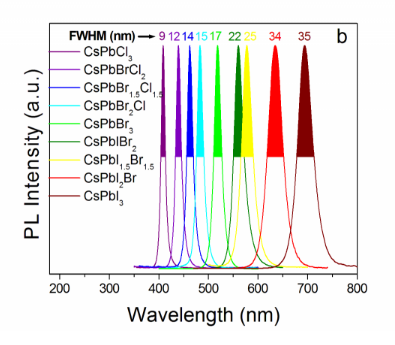 FWHM (nm) → 9 12 14 15 17 22 25 34 35
b
CsPbCl₃
CsPbBrCl₂
CsPbBr₁.₅Cl₁.₅
CsPbBr₂Cl
CsPbBr₃
CsPbIBr₂
CsPbI₁.₅Br₁.₅
CsPbI₂Br
CsPbI₃
PL Intensity (a.u.)
200 300 400 500 600 700 800
Wavelength (nm)